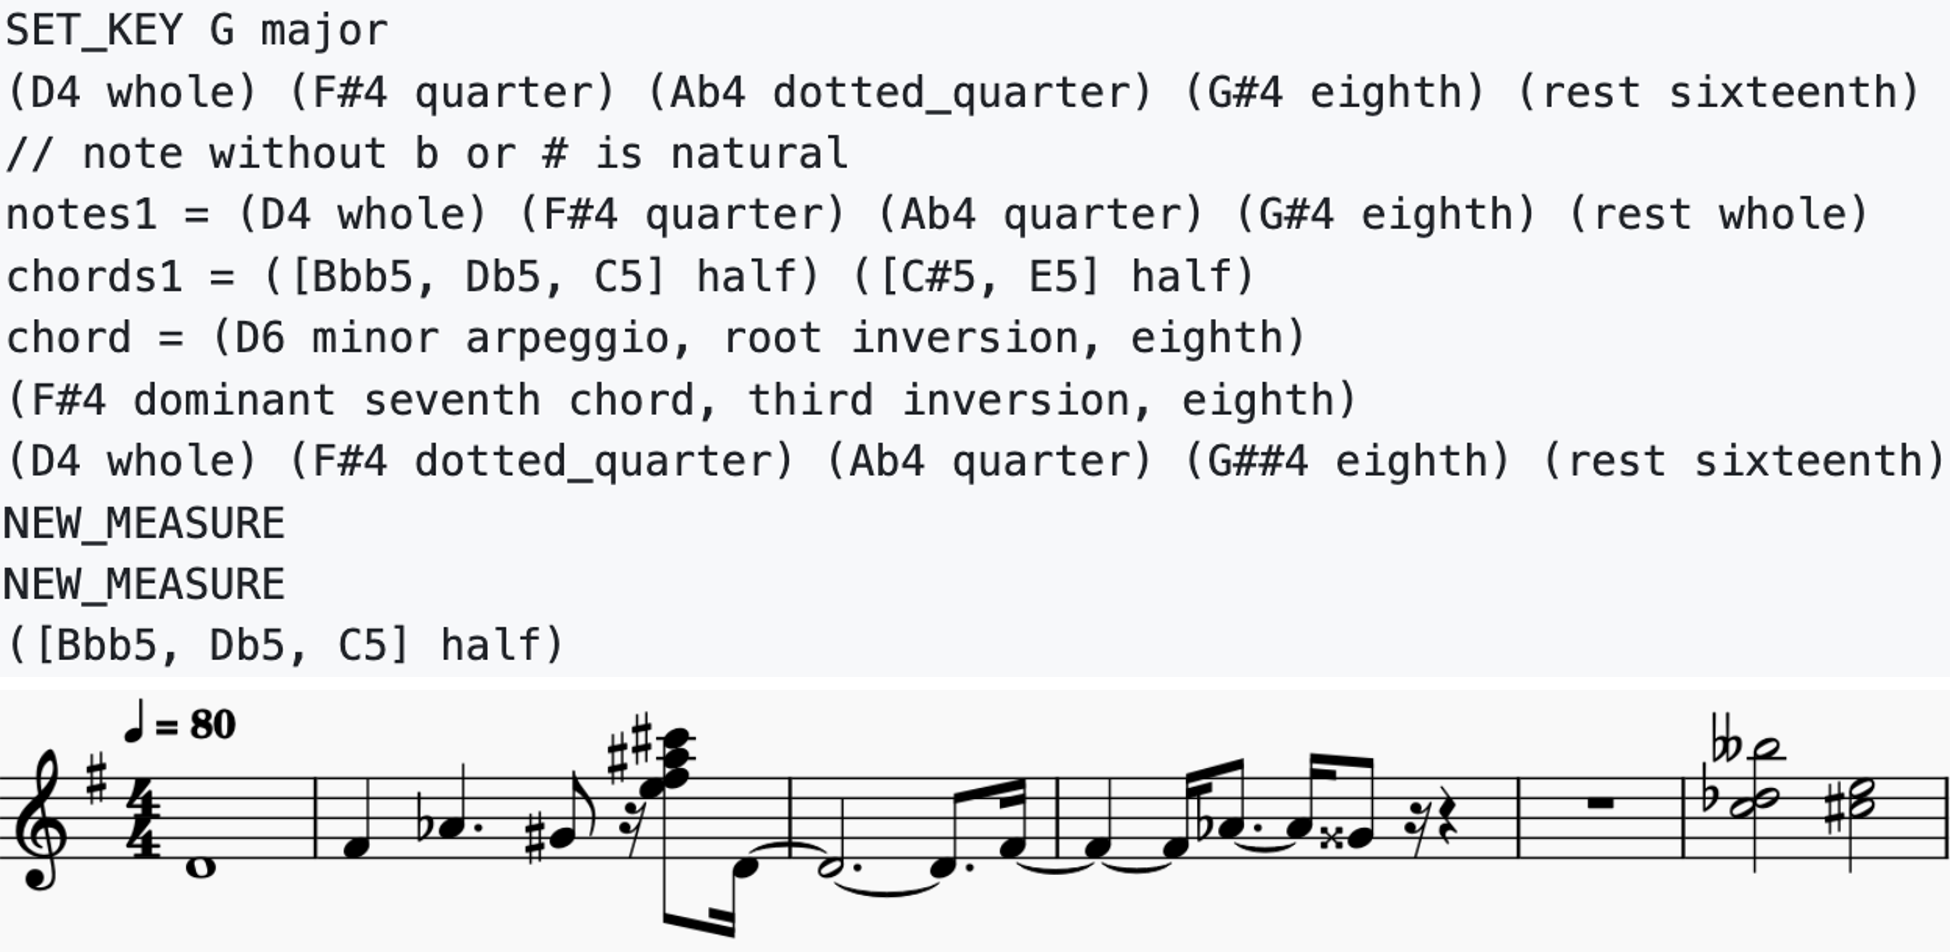 SET_KEY G major
(D4 whole) (F#4 quarter) (Ab4 dotted_quarter) (G#4 eighth) (rest sixteenth)
// note without b or # is natural
notes1 = (D4 whole) (F#4 quarter) (Ab4 quarter) (G#4 eighth) (rest whole)
chords1 = ([Bbb5, Db5, C5] half) ([C#5, E5] half)
chord = (D6 minor arpeggio, root inversion, eighth)
(F#4 dominant seventh chord, third inversion, eighth)
(D4 whole) (F#4 dotted_quarter) (Ab4 quarter) (G##4 eighth) (rest sixteenth)
NEW_MEASURE
NEW_MEASURE
([Bbb5, Db5, C5] half)
♩ = 80
4
4